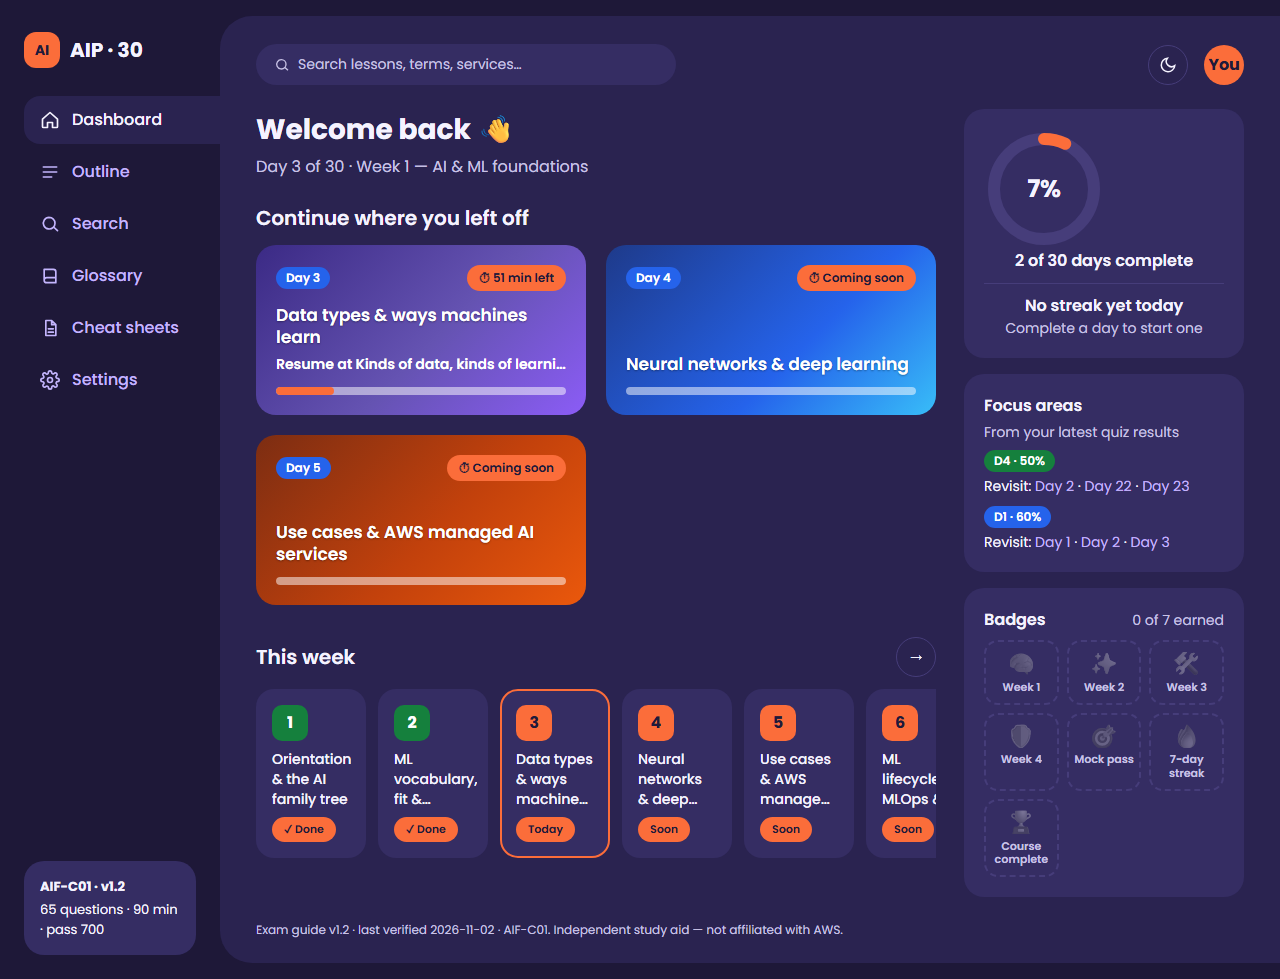 AI AIP · 30
Dashboard
Outline
Search
Glossary
Cheat sheets
Settings
AIF-C01 · v1.2
65 questions · 90 min
· pass 700
Search lessons, terms, services…
You
Welcome back 👋
Day 3 of 30 · Week 1 — AI & ML foundations
Continue where you left off
Day 3
⏱ 51 min left
Data types & ways machines
learn
Resume at Kinds of data, kinds of learni…
Day 4
⏱ Coming soon
Neural networks & deep learning
Day 5
⏱ Coming soon
Use cases & AWS managed AI
services
This week
→
1
Orientation
& the AI
family tree
✓ Done
2
ML
vocabulary,
fit &…
✓ Done
3
Data types
& ways
machine…
Today
4
Neural
networks
& deep…
Soon
5
Use cases
& AWS
manage…
Soon
6
ML
lifecycle
MLOps &
Soon
Exam guide v1.2 · last verified 2026-11-02 · AIF-C01. Independent study aid — not affiliated with AWS.
7%
2 of 30 days complete
No streak yet today
Complete a day to start one
Focus areas
From your latest quiz results
D4 · 50%
Revisit: Day 2 · Day 22 · Day 23
D1 · 60%
Revisit: Day 1 · Day 2 · Day 3
Badges
0 of 7 earned
Week 1
Week 2
Week 3
Week 4
Mock pass
7-day
streak
Course
complete